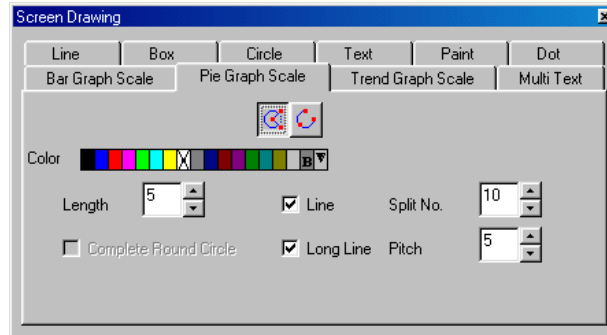 Screen Drawing
Line Box Circle Text Paint Dot
Bar Graph Scale Pie Graph Scale Trend Graph Scale Multi Text
Color B
Length 5 Line Split No. 10
Complete Round Circle Long Line Pitch 5